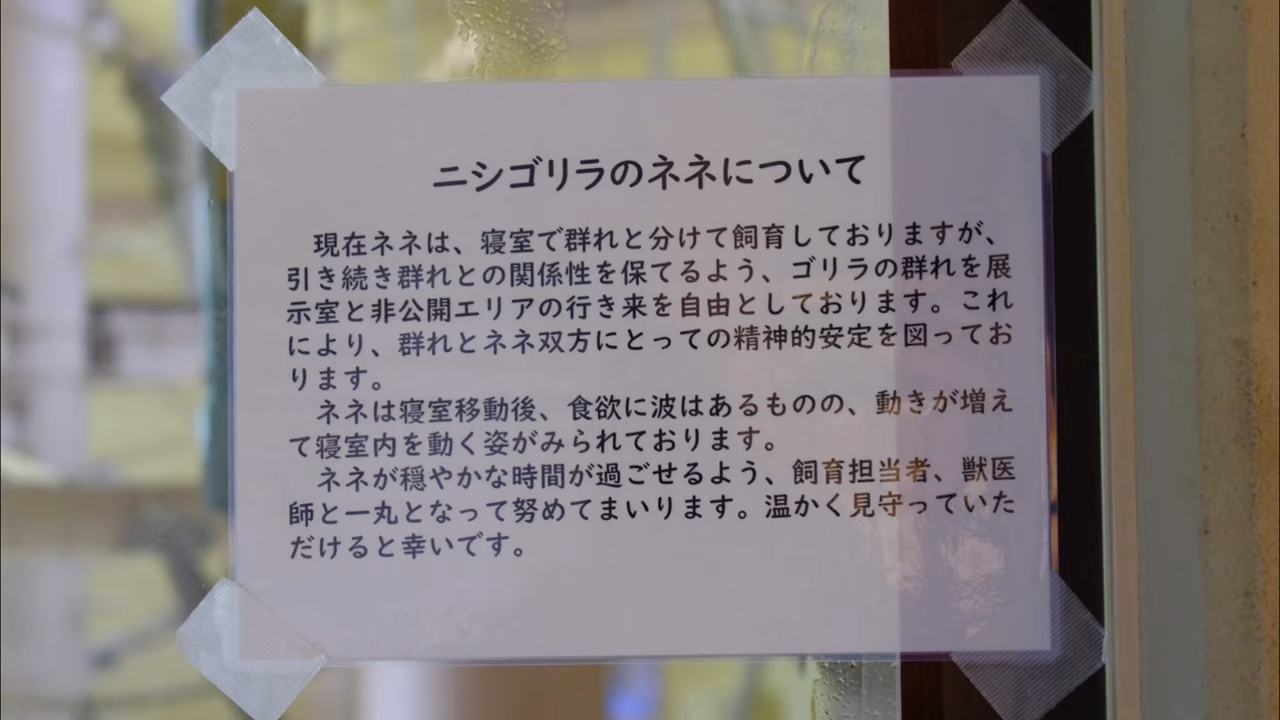 ニシゴリラのネネについて
現在ネネは、寝室で群れと分けて飼育しておりますが、
引き続き群れとの関係性を保てるよう、ゴリラの群れを展
示室と非公開エリアの行き来を自由としております。これ
により、群れとネネ双方にとっての精神的安定を図ってお
ります。
ネネは寝室移動後、食欲に波はあるものの、動きが増え
て寝室内を動く姿がみられております。
ネネが穏やかな時間が過ごせるよう、飼育担当者、獣医
師と一丸となって努めてまいります。温かく見守っていた
だけると幸いです。